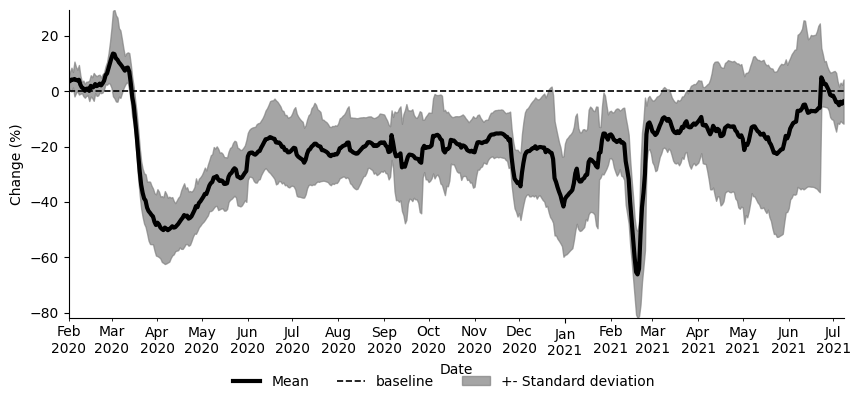 20
0
−20
−40
−60
−80
Change (%)
Feb Mar Apr May Jun Jul Aug Sep Oct Nov Dec Jan Feb Mar Apr May Jun Jul
2020 2020 2020 2020 2020 2020 2020 2020 2020 2020 2020 2021 2021 2021 2021 2021 2021 2021
Date
Mean baseline +- Standard deviation